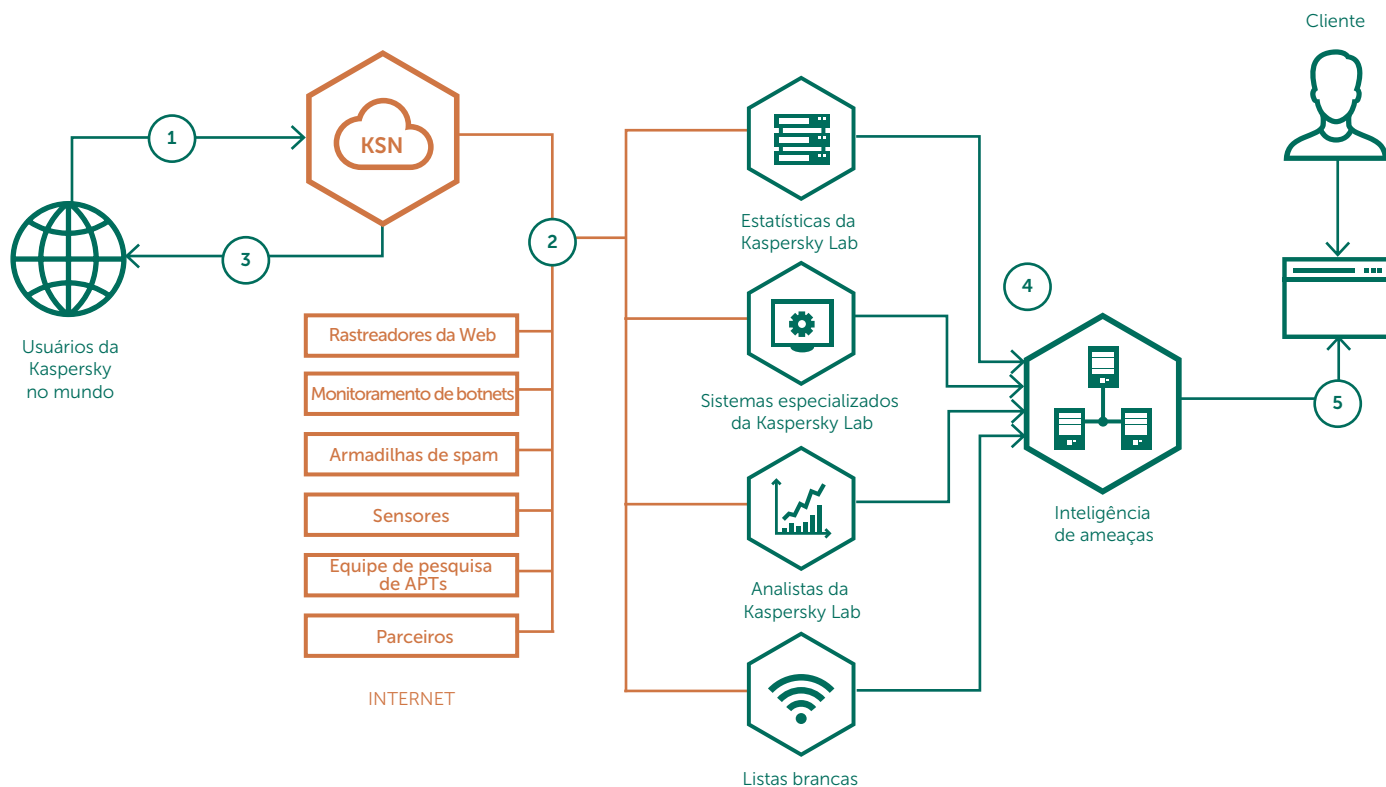 Cliente
1
KSN
3
2
Usuários da
Kaspersky
no mundo
Rastreadores da Web
Monitoramento de botnets
Armadilhas de spam
Sensores
Equipe de pesquisa
de APTs
Parceiros
INTERNET
Estatísticas da
Kaspersky Lab
Sistemas especializados
da Kaspersky Lab
Analistas da
Kaspersky Lab
Listas brancas
4
Inteligência
de ameaças
5